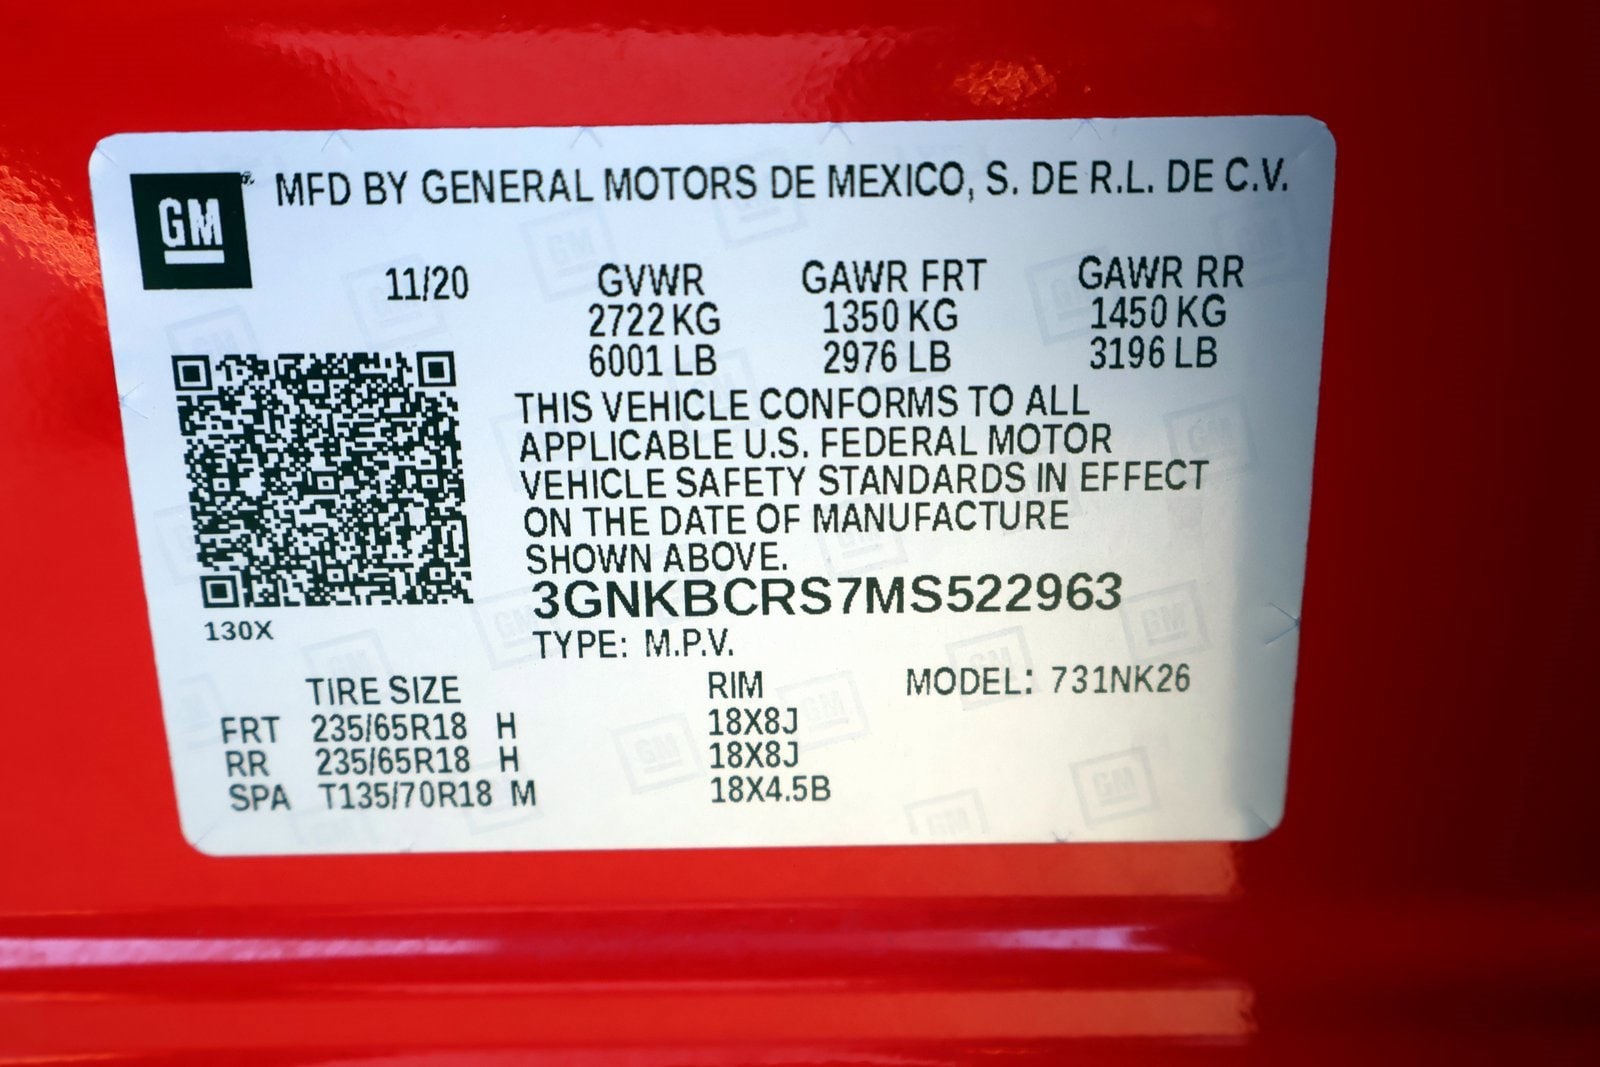 GM MFD BY GENERAL MOTORS DE MEXICO, S. DE R.L. DE C.V.
11/20 GVWR GAWR FRT GAWR RR
2722 KG 1350 KG 1450 KG
6001 LB 2976 LB 3196 LB
THIS VEHICLE CONFORMS TO ALL
APPLICABLE U.S. FEDERAL MOTOR
VEHICLE SAFETY STANDARDS IN EFFECT
ON THE DATE OF MANUFACTURE
SHOWN ABOVE.
3GNKBCRS7MS522963
130X
TYPE: M.P.V.
TIRE SIZE RIM MODEL: 731NK26
FRT 235/65R18 H 18X8J
RR 235/65R18 H 18X8J
SPA T135/70R18 M 18X4.5B